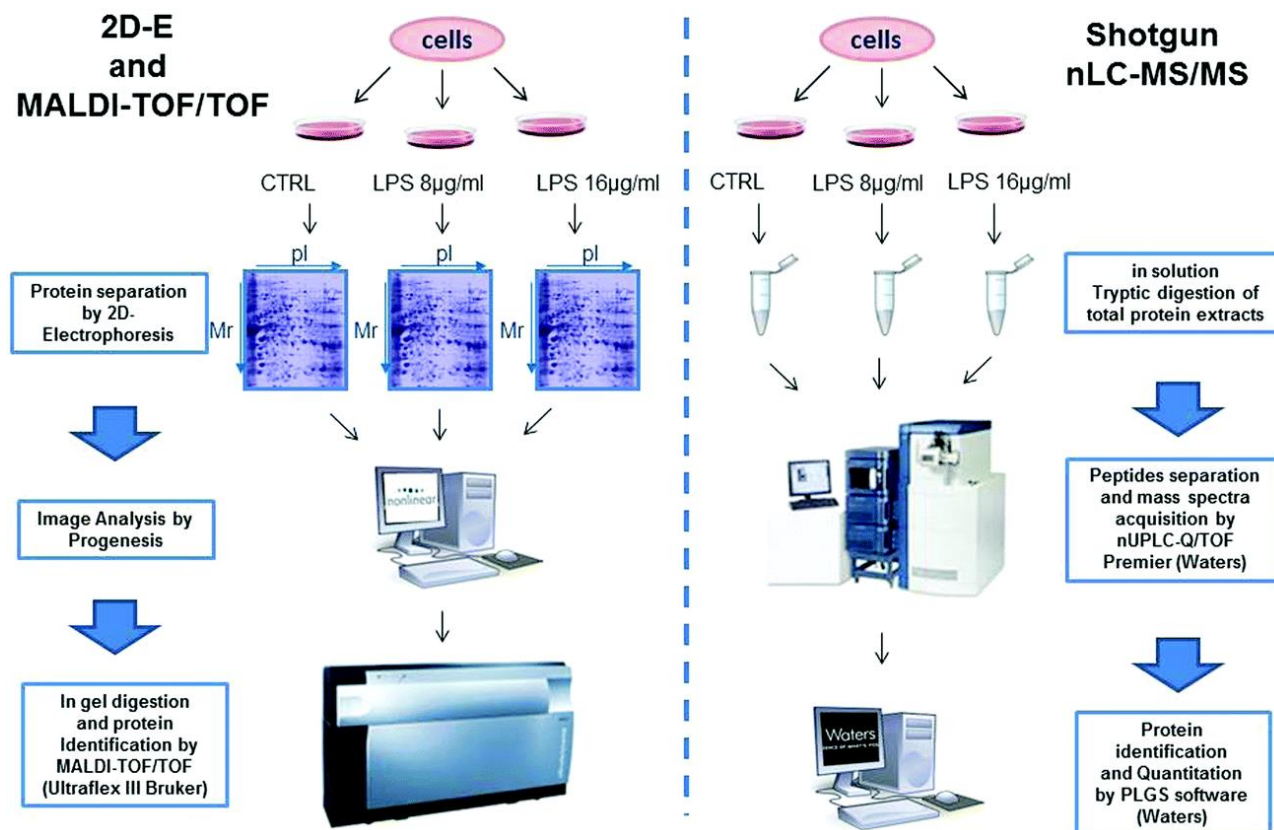 2D-E
and
MALDI-TOF/TOF
cells
CTRL
LPS 8µg/ml
LPS 16µg/ml
pI
pI
pI
Mr
Mr
Mr
Protein separation
by 2D-
Electrophoresis
nonlinear
Image Analysis by
Progenesis
In gel digestion
and protein
Identification by
MALDI-TOF/TOF
(Ultraflex III Bruker)
Shotgun
nLC-MS/MS
cells
CTRL
LPS 8µg/ml
LPS 16µg/ml
in solution
Tryptic digestion of
total protein extracts
Peptides separation
and mass spectra
acquisition by
nUPLC-Q/TOF
Premier (Waters)
Waters
Protein
identification
and Quantitation
by PLGS software
(Waters)